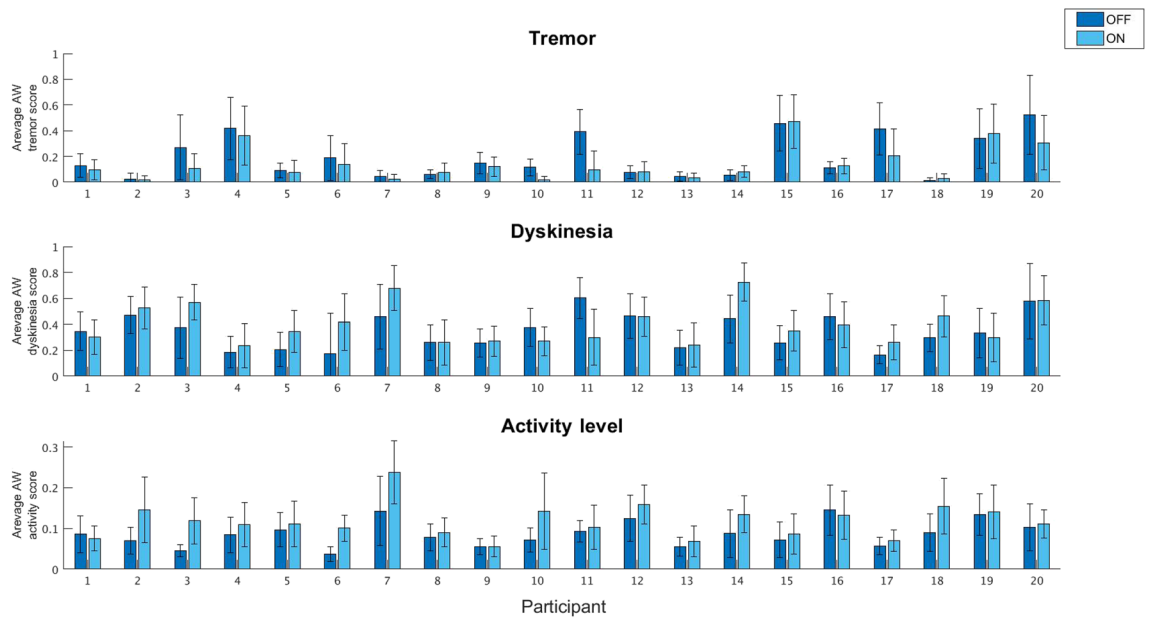 OFF
ON
Tremor
Arevage AW
tremor score
1
0.8
0.6
0.4
0.2
0
1 2 3 4 5 6 7 8 9 10 11 12 13 14 15 16 17 18 19 20
Dyskinesia
Arevage AW
dyskinesia score
1
0.8
0.6
0.4
0.2
0
1 2 3 4 5 6 7 8 9 10 11 12 13 14 15 16 17 18 19 20
Activity level
Arevage AW
activity score
0.3
0.2
0.1
0
1 2 3 4 5 6 7 8 9 10 11 12 13 14 15 16 17 18 19 20
Participant